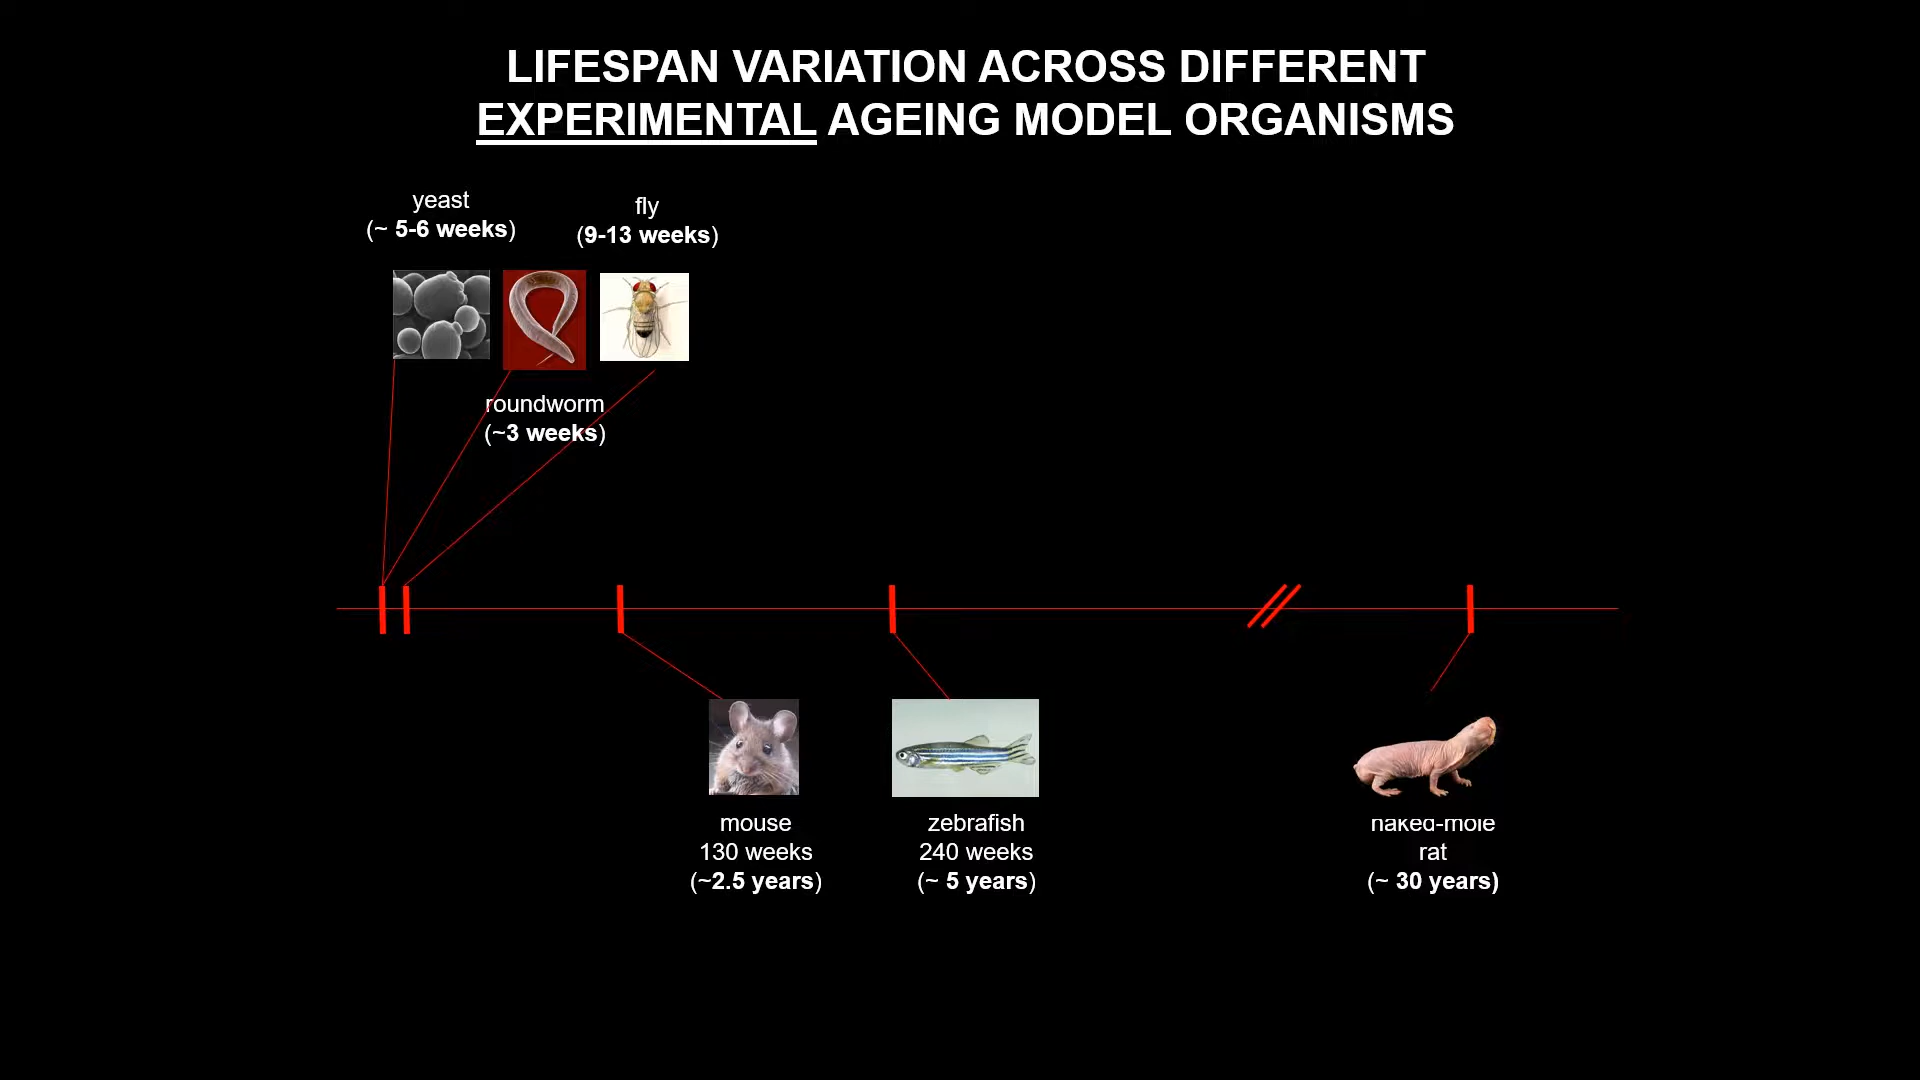 LIFESPAN VARIATION ACROSS DIFFERENT
EXPERIMENTAL AGEING MODEL ORGANISMS
yeast
(~ 5-6 weeks)
fly
(9-13 weeks)
roundworm
(~3 weeks)
mouse
130 weeks
(~2.5 years)
zebrafish
240 weeks
(~ 5 years)
naked-mole
rat
(~ 30 years)